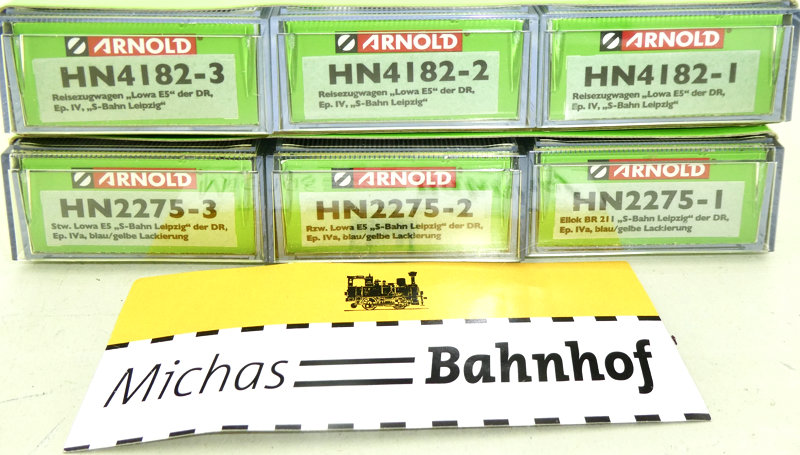 ARNOLD
HN4182-3
Reisezugwagen „Lowa E5“ der DR,
Ep. IV, „S-Bahn Leipzig“
ARNOLD
HN4182-2
Reisezugwagen „Lowa E5“ der DR,
Ep. IV, „S-Bahn Leipzig“
ARNOLD
HN4182-1
Reisezugwagen „Lowa E5“ der DR,
Ep. IV, „S-Bahn Leipzig“
ARNOLD
HN2275-3
Stw. Lowa E5 „S-Bahn Leipzig“ der DR,
Ep. IVa, blau/gelbe Lackierung
ARNOLD
HN2275-2
Rzw. Lowa E5 „S-Bahn Leipzig“ der DR,
Ep. IVa, blau/gelbe Lackierung
ARNOLD
HN2275-1
Ellok BR 211 „S-Bahn Leipzig“ der DR,
Ep. IVa, blau/gelbe Lackierung
Michas Bahnhof